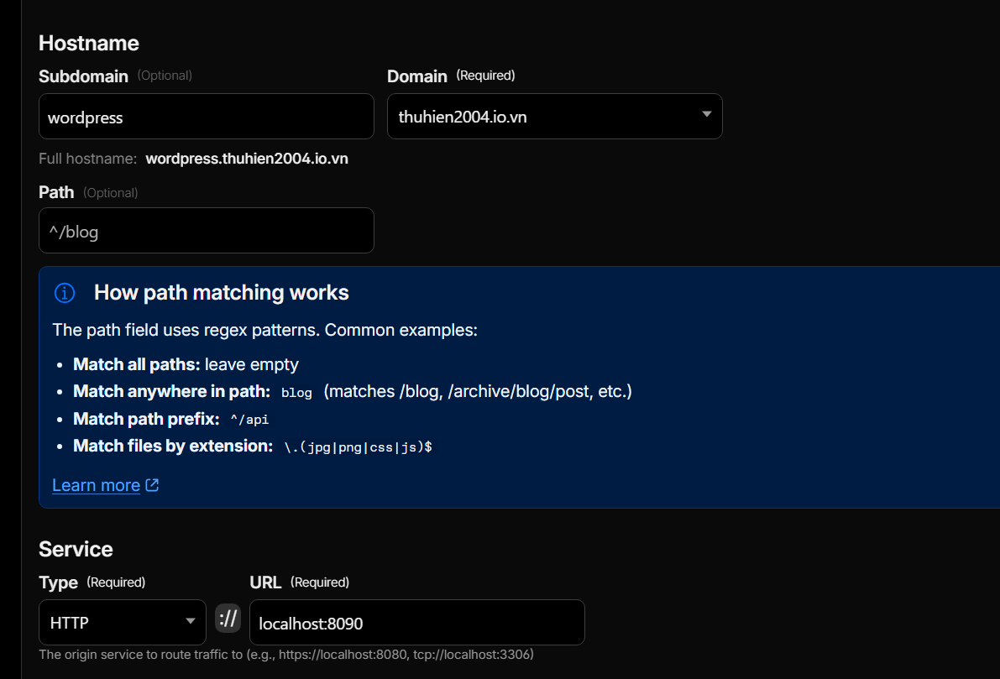 Hostname
Subdomain (Optional) Domain (Required)
wordpress thuhien2004.io.vn
Full hostname: wordpress.thuhien2004.io.vn
Path (Optional)
^/blog
How path matching works
The path field uses regex patterns. Common examples:
• Match all paths: leave empty
• Match anywhere in path: blog (matches /blog, /archive/blog/post, etc.)
• Match path prefix: ^/api
• Match files by extension: \.(jpg|png|css|js)$
Learn more
Service
Type (Required) URL (Required)
HTTP :// localhost:8090
The origin service to route traffic to (e.g., https://localhost:8080, tcp://localhost:3306)